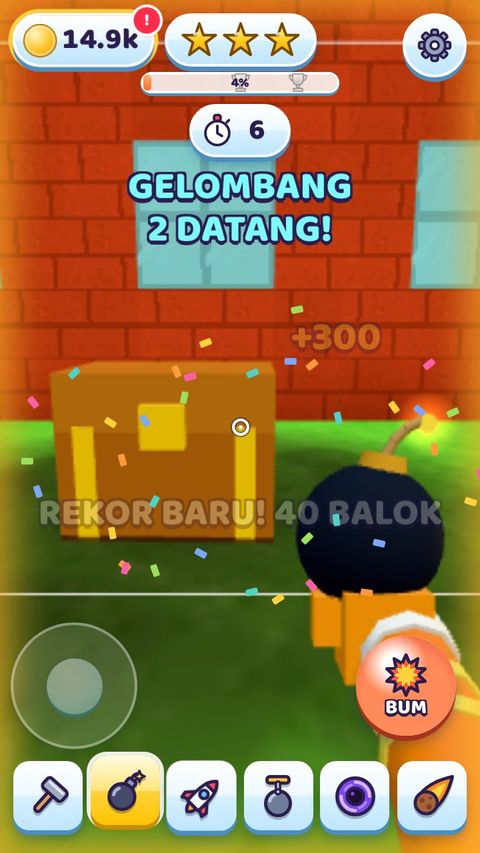 14.9k
!
4%
6
GELOMBANG
2 DATANG!
+300
REKOR BARU! 40 BALOK
BUM